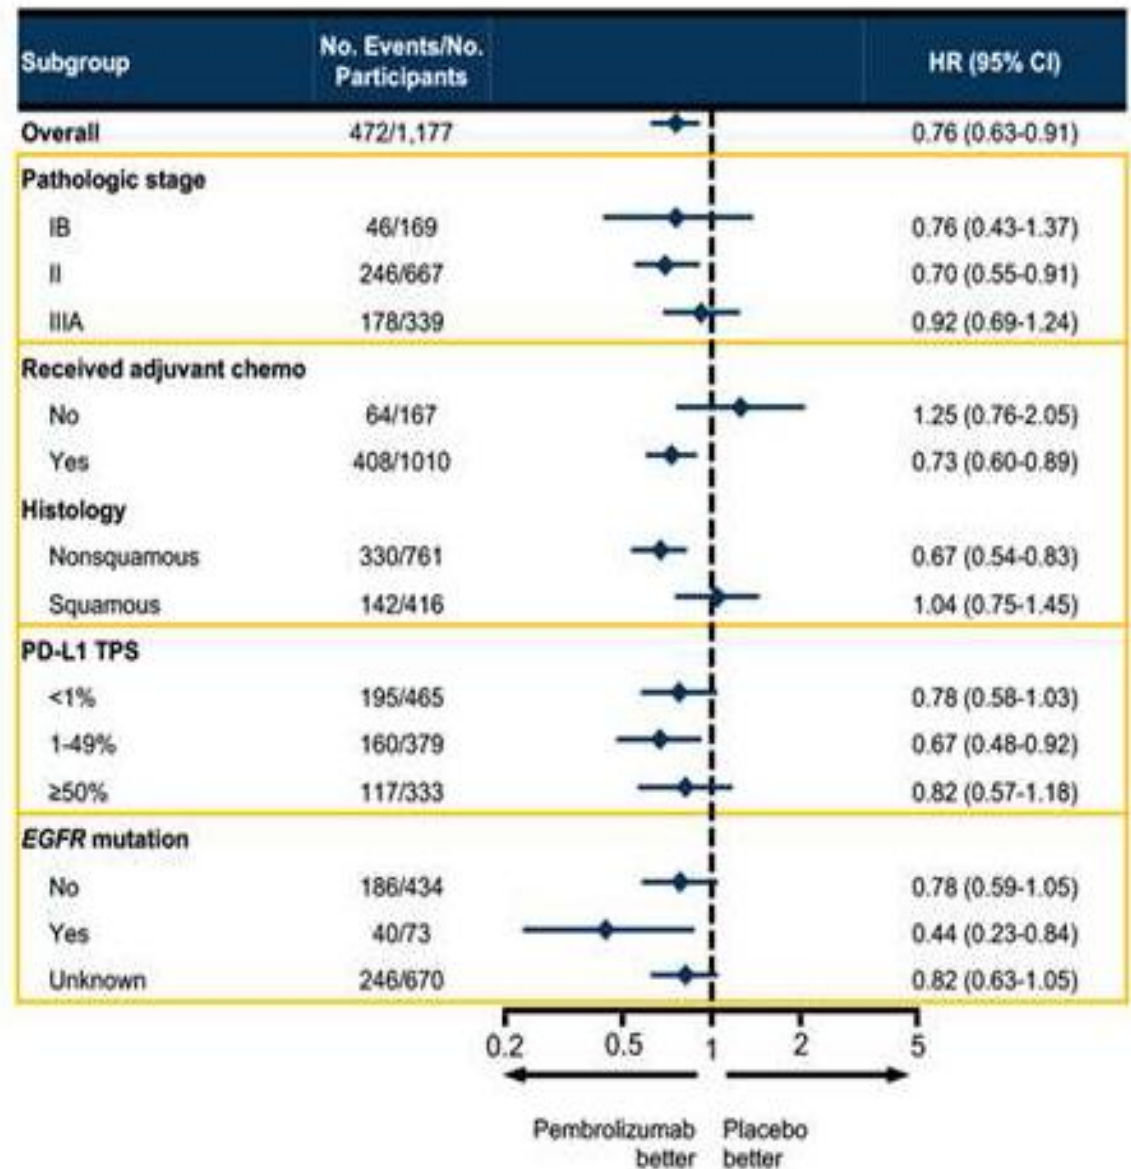 Subgroup No. Events/No. Participants HR (95% CI)
Overall 472/1,177 0.76 (0.63-0.91)
Pathologic stage
IB 46/169 0.76 (0.43-1.37)
II 246/667 0.70 (0.55-0.91)
IIIA 178/339 0.92 (0.69-1.24)
Received adjuvant chemo
No 64/167 1.25 (0.76-2.05)
Yes 408/1010 0.73 (0.60-0.89)
Histology
Nonsquamous 330/761 0.67 (0.54-0.83)
Squamous 142/416 1.04 (0.75-1.45)
PD-L1 TPS
<1% 195/465 0.78 (0.58-1.03)
1-49% 160/379 0.67 (0.48-0.92)
≥50% 117/333 0.82 (0.57-1.18)
EGFR mutation
No 186/434 0.78 (0.59-1.05)
Yes 40/73 0.44 (0.23-0.84)
Unknown 246/670 0.82 (0.63-1.05)
0.2 0.5 1 2 5
Pembrolizumab better
Placebo better